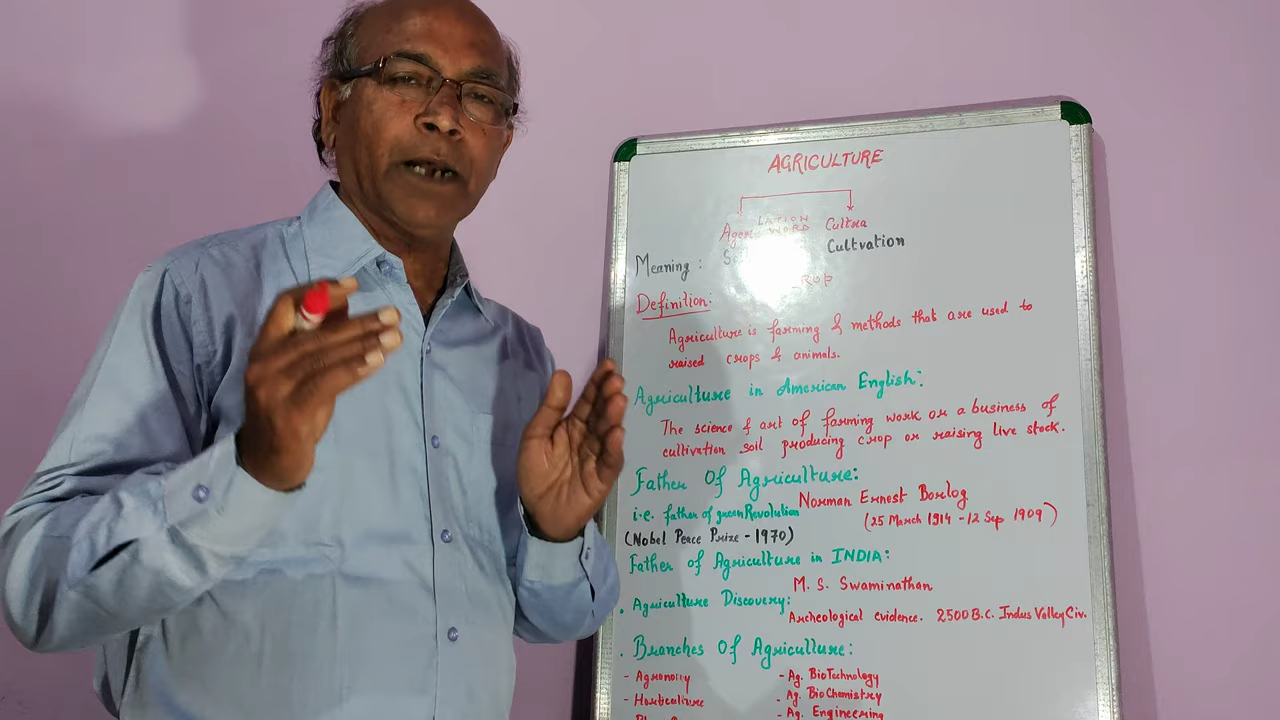 AGRICULTURE
LATION
WORD Cultra
Meaning : Cultvation
Definition:
Agriculture is farming & methods that are used to
raised crops & animals.
Agriculture in American English:
The science & art of farming work or a business of
cultivation soil producing crop or raising live stock.
Father Of Agriculture:
Norman Ernest Borlog
i.e. father of green Revolution
(25 March 1914 - 12 Sep 1909)
(Nobel Peace Prize - 1970)
Father of Agriculture in INDIA:
M. S. Swaminathan
. Agriculture Discovery:
Archeological evidence. 2500 B.C. Indus Valley Civ.
. Branches Of Agriculture:
- Agronomy - Ag. BioTechnology
- Horticulture - Ag. BioChemistry
- Ag. Engineering